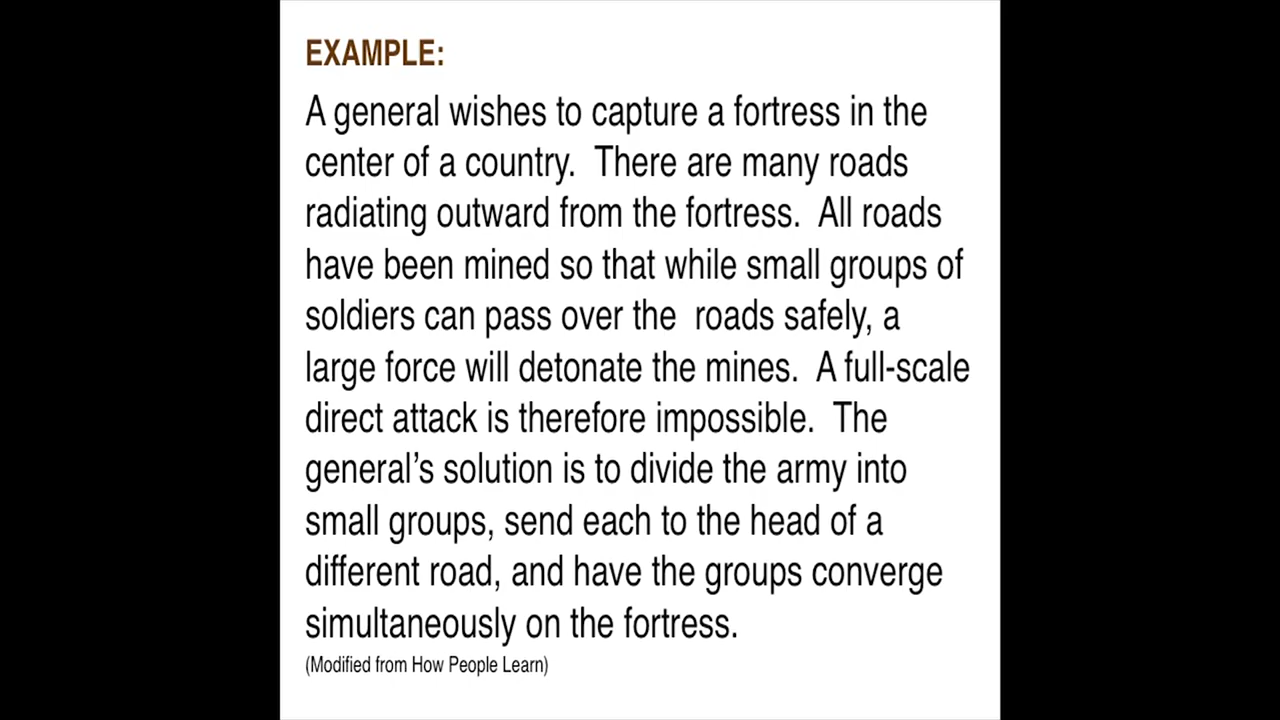 EXAMPLE:
A general wishes to capture a fortress in the
center of a country.  There are many roads
radiating outward from the fortress.  All roads
have been mined so that while small groups of
soldiers can pass over the  roads safely, a
large force will detonate the mines.  A full-scale
direct attack is therefore impossible.  The
general’s solution is to divide the army into
small groups, send each to the head of a
different road, and have the groups converge
simultaneously on the fortress.
(Modified from How People Learn)